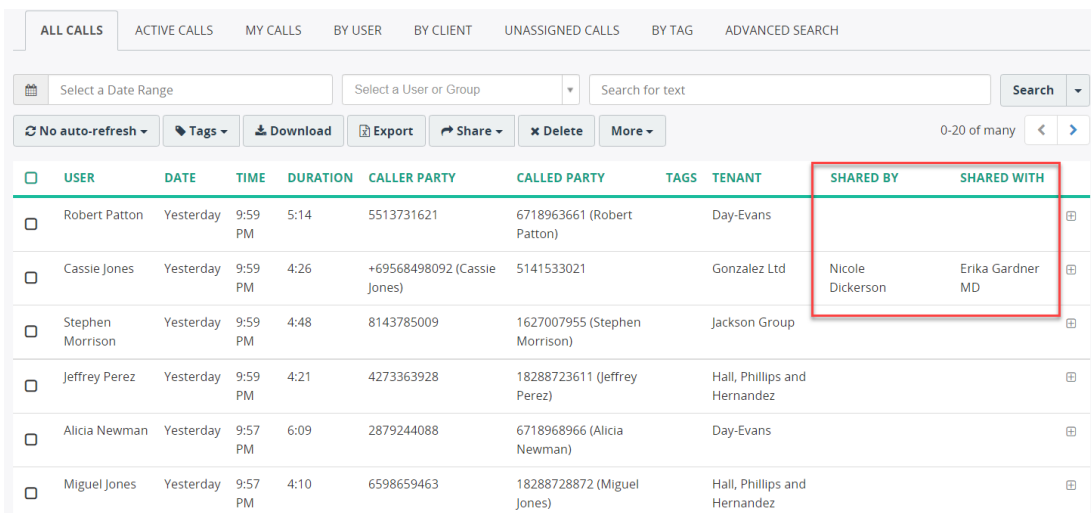 ALL CALLS ACTIVE CALLS MY CALLS BY USER BY CLIENT UNASSIGNED CALLS BY TAG ADVANCED SEARCH
Select a Date Range Select a User or Group Search for text Search
No auto-refresh Tags Download Export Share Delete More 0-20 of many
USER DATE TIME DURATION CALLER PARTY CALLED PARTY TAGS TENANT SHARED BY SHARED WITH
Robert Patton Yesterday 9:59 5:14 5513731621 6718963661 (Robert Day-Evans
PM Patton)
Cassie Jones Yesterday 9:59 4:26 +69568498092 (Cassie 5141533021 Gonzalez Ltd Nicole Erika Gardner
PM Jones) Dickerson MD
Stephen Yesterday 9:59 4:48 8143785009 1627007955 (Stephen Jackson Group
Morrison PM Morrison)
Jeffrey Perez Yesterday 9:59 4:21 4273363928 18288723611 (Jeffrey Hall, Phillips and
PM Perez) Hernandez
Alicia Newman Yesterday 9:57 6:09 2879244088 6718968966 (Alicia Day-Evans
PM Newman)
Miguel Jones Yesterday 9:57 4:10 6598659463 18288728872 (Miguel Hall, Phillips and
PM Jones) Hernandez